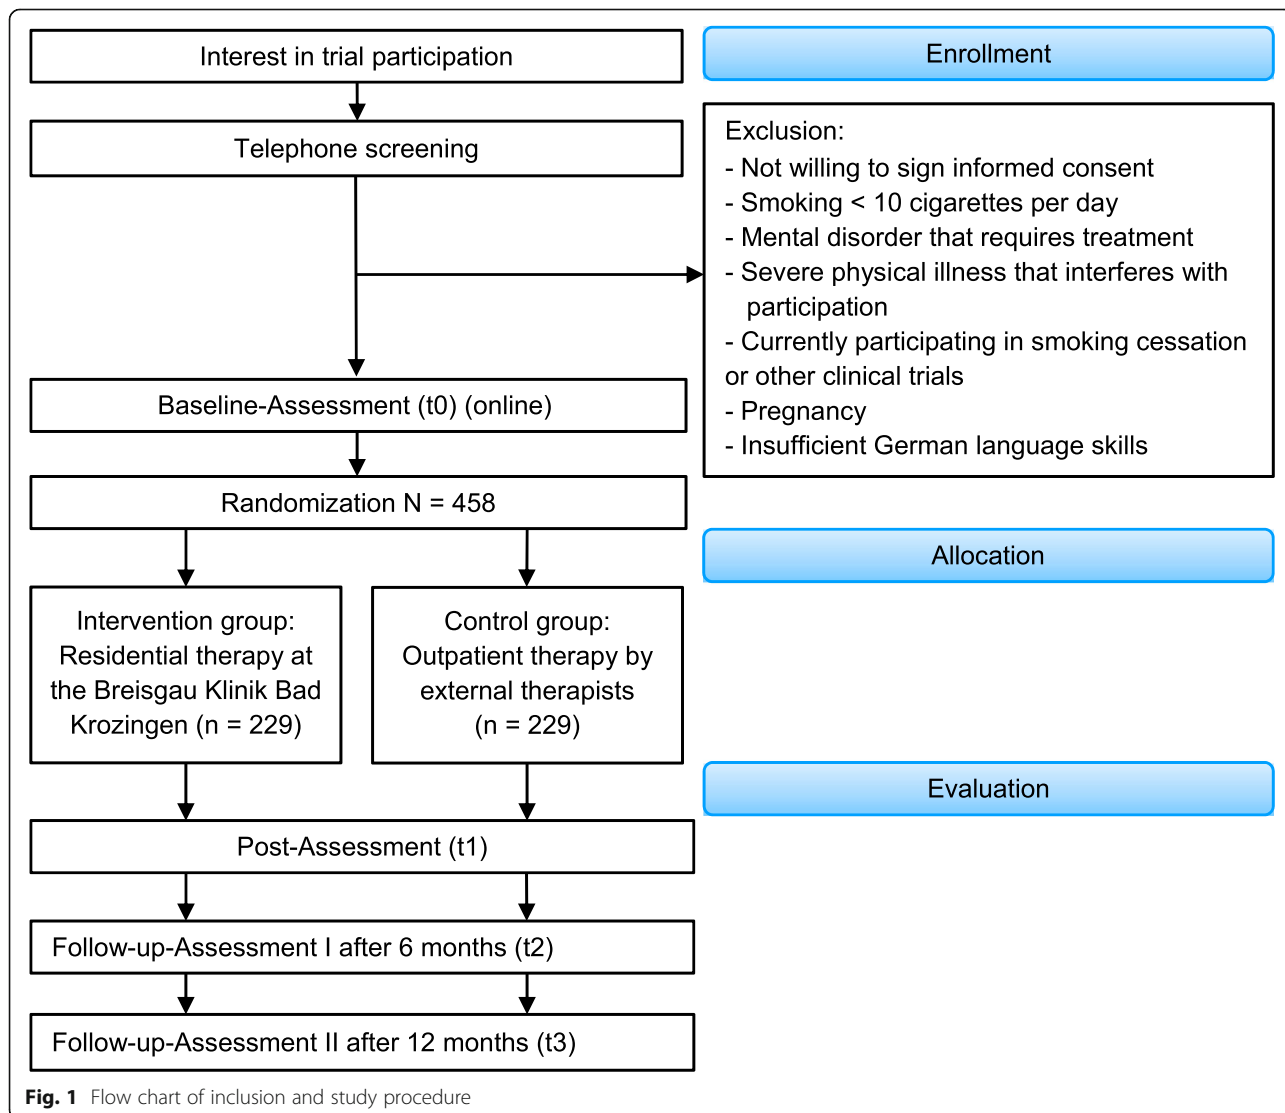 Interest in trial participation
Enrollment
Telephone screening
Exclusion:
- Not willing to sign informed consent
- Smoking < 10 cigarettes per day
- Mental disorder that requires treatment
- Severe physical illness that interferes with
participation
- Currently participating in smoking cessation
or other clinical trials
- Pregnancy
- Insufficient German language skills
Baseline-Assessment (t0) (online)
Randomization N = 458
Allocation
Intervention group:
Residential therapy at
the Breisgau Klinik Bad
Krozingen (n = 229)
Control group:
Outpatient therapy by
external therapists
(n = 229)
Evaluation
Post-Assessment (t1)
Follow-up-Assessment I after 6 months (t2)
Follow-up-Assessment II after 12 months (t3)
Fig. 1 Flow chart of inclusion and study procedure